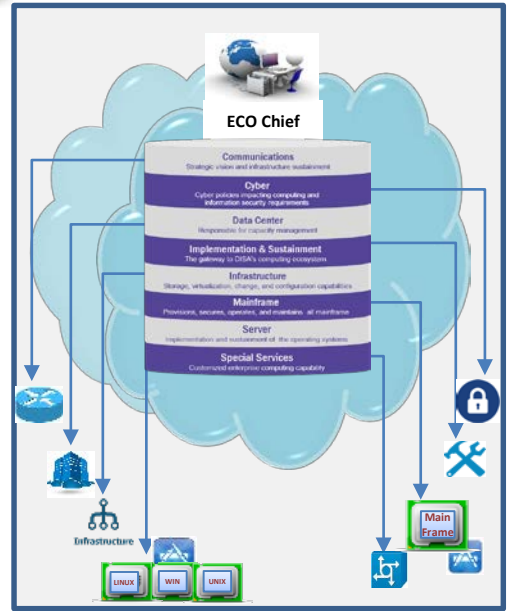 ECO Chief
Communications
Strategic vision and infrastructure sustainment
Cyber
Cyber policies impacting computing and
information security requirements
Data Center
Responsible for capacity management
Implementation & Sustainment
The gateway to DISA's computing ecosystem
Infrastructure
Storage, virtualization, change, and configuration capabilities
Mainframe
Provisions, secures, operates, and maintains all mainframe
Server
Implementation and sustainment of the operating systems
Special Services
Customized enterprise computing capability
Infrastructure
Main
Frame
LINUX
WIN
UNIX